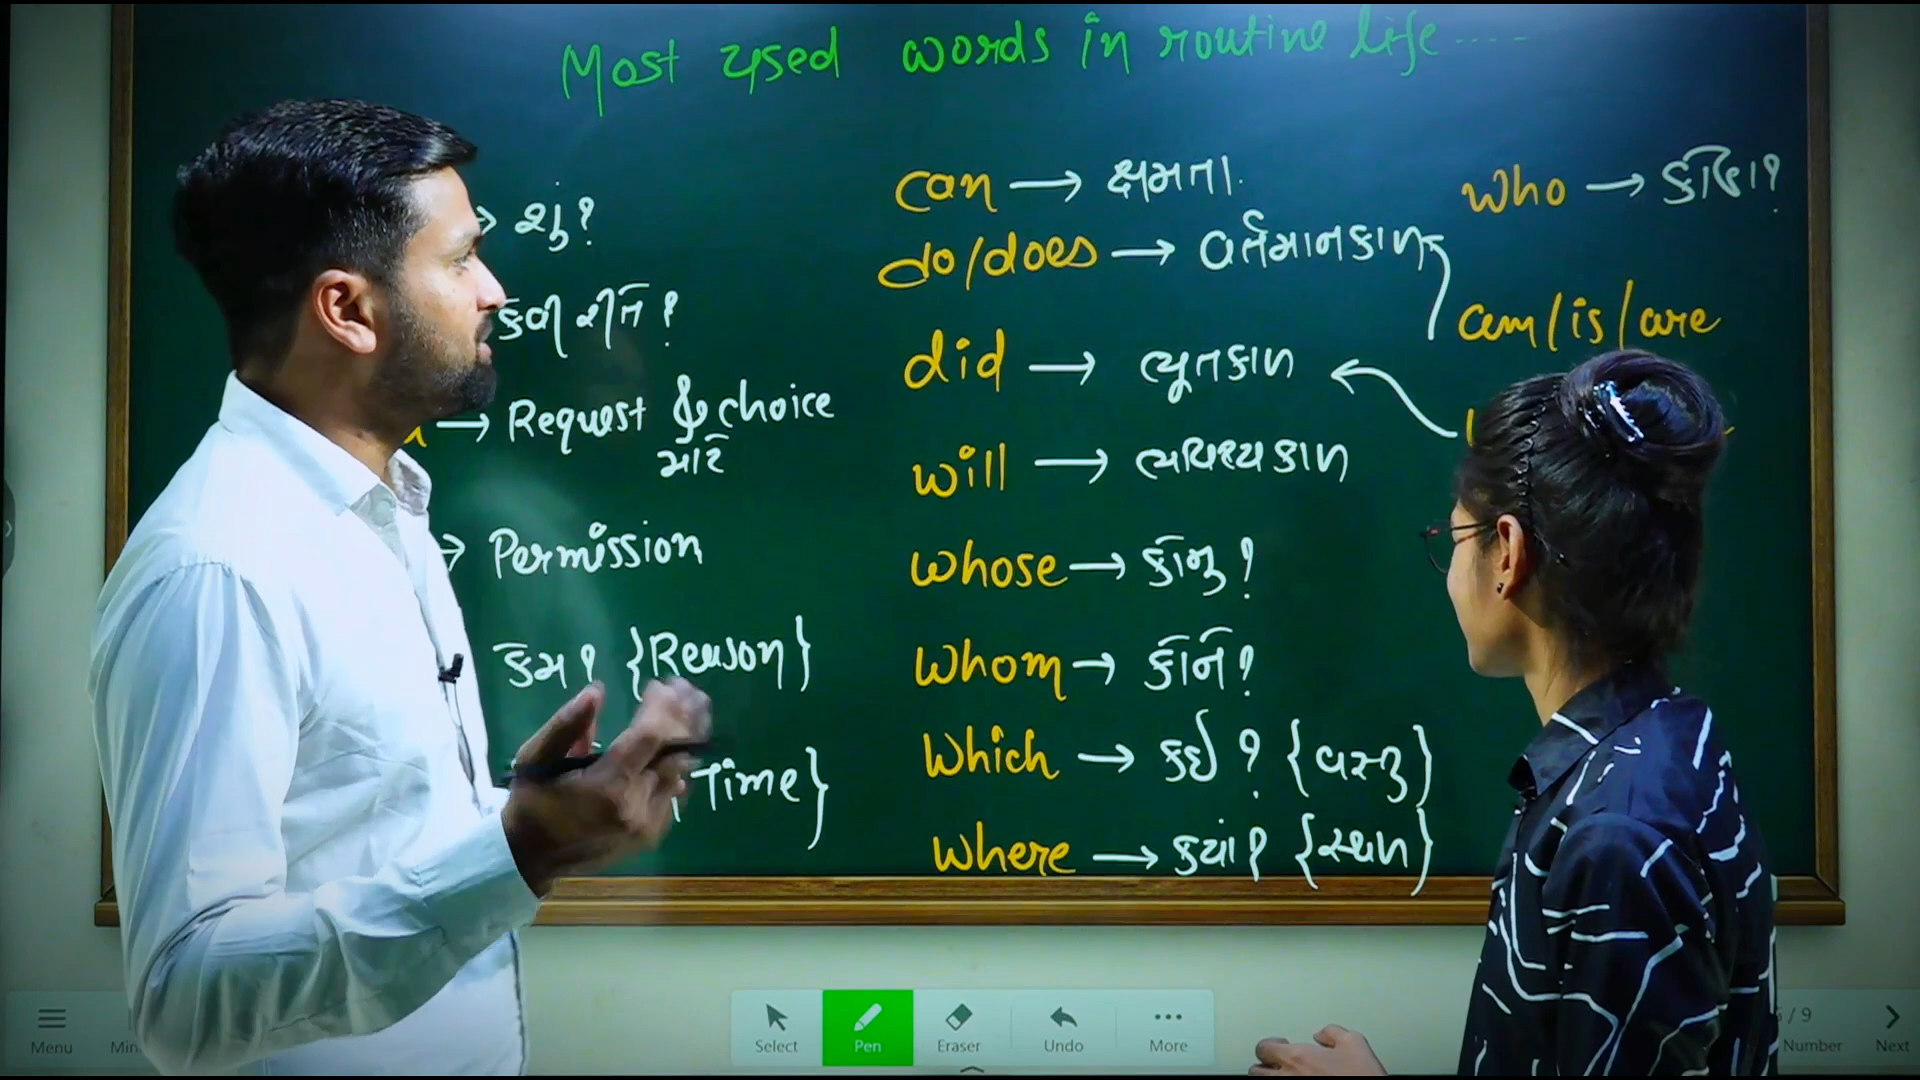 Most used words in routine life.....
→ શું?
કેવી રીતે?
→ Request & choice માટે
→ Permission
કેમ? {Reason}
Time}
can → ક્ષમતા.
do/does → વર્તમાનકાળ
did → ભૂતકાળ
will → ભવિષ્યકાળ
whose → કોનું?
whom → કોને?
which → કઈ? {વસ્તુ}
where → ક્યાં? {સ્થળ}
who →
am/is/are
Menu
Select
Pen
Eraser
Undo
More
/ 9
Number
Next